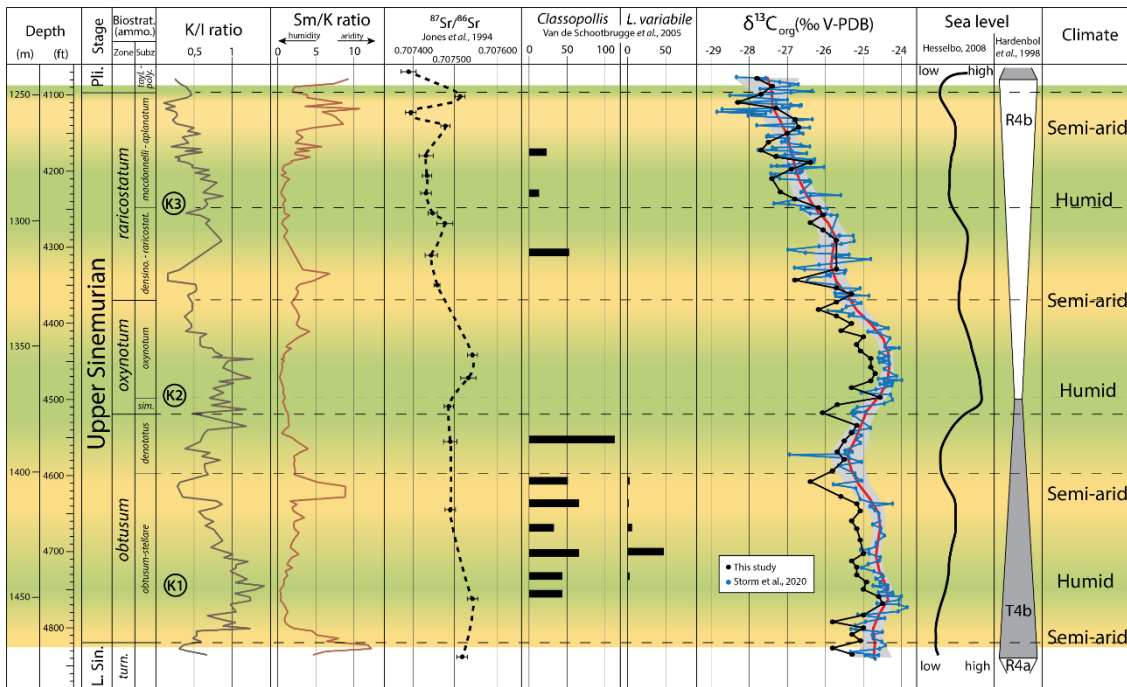 Depth
(m) (ft)
Stage
Biostrat.
(ammo.)
Zone Subz
K/I ratio
0,5 1
Sm/K ratio
humidity aridity
0 5 10
⁸⁷Sr/⁸⁶Sr
Jones et al., 1994
0.707400 0.707600
0.707500
Classopollis
Van de Schootbrugge et al., 2005
0 50 100
L. variabile
0 50
δ¹³Corg(‰ V-PDB)
-29 -28 -27 -26 -25 -24
Sea level
Hesselbo, 2008
Hardenbol
et al., 1998
low high
Climate
Pli.
tayl.-
poly.
1250
4100
4200
1300
4300
1350
4400
4500
1400
4600
4700
1450
4800
Upper Sinemurian
L. Sin.
raricostatum
oxynotum
obtusum
turn.
macdonnelli - aplanatum
densino. - raricostat.
oxynotum
sim.
denotatus
obtusum-stellare
K3
K2
K1
This study
Storm et al., 2020
R4b
T4b
R4a
low high
Semi-arid
Humid
Semi-arid
Humid
Semi-arid
Humid
Semi-arid